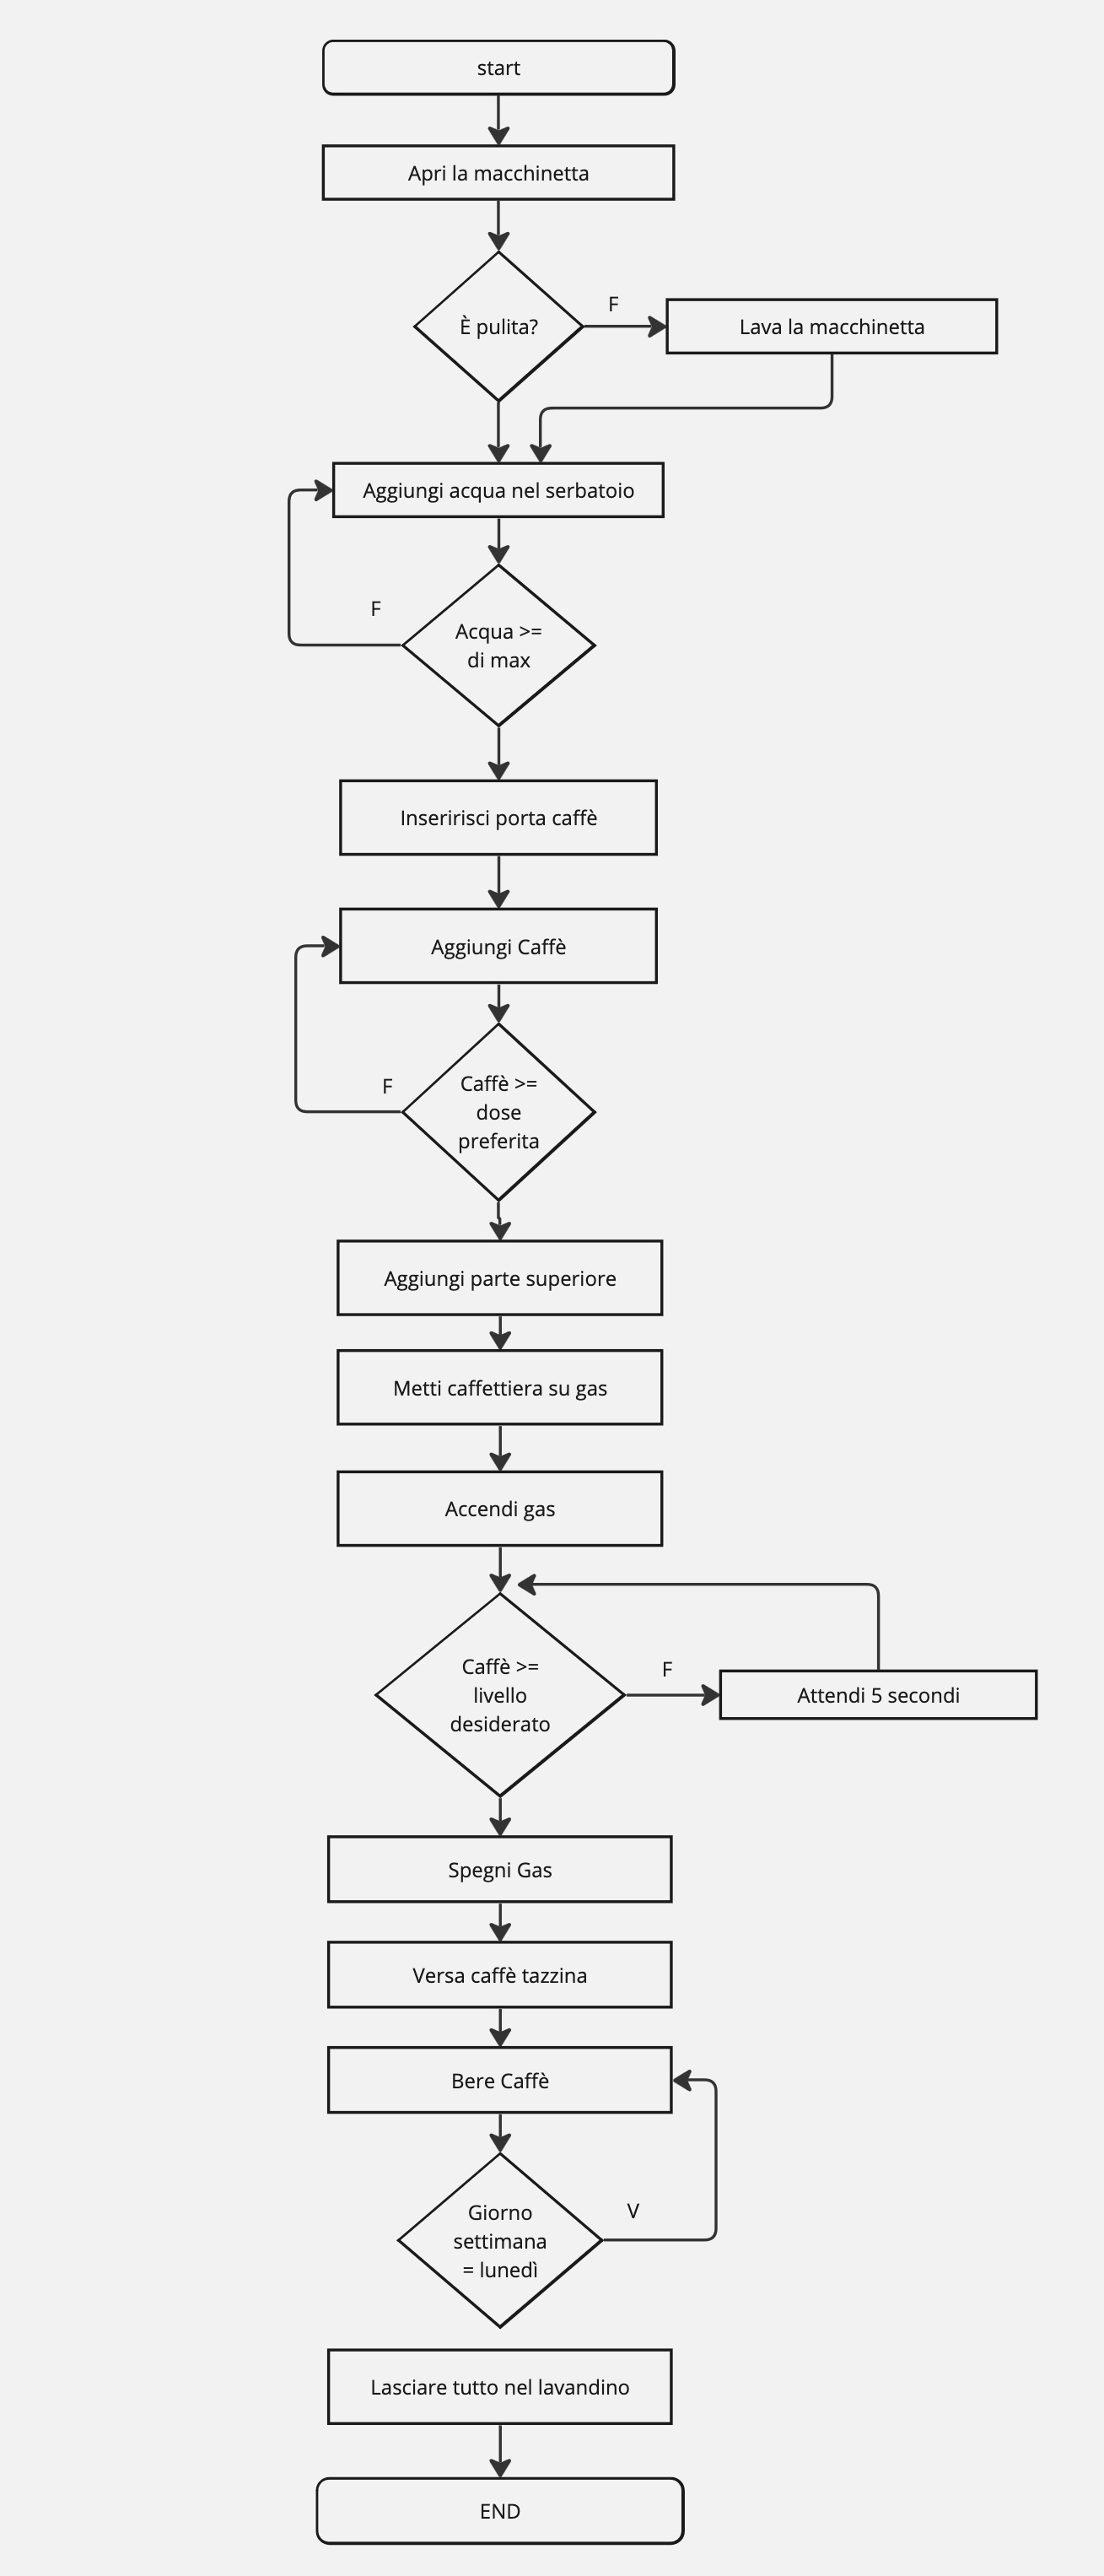 start
Apri la macchinetta
È pulita?
F
Lava la macchinetta
Aggiungi acqua nel serbatoio
F
Acqua >=
di max
Inseririsci porta caffè
Aggiungi Caffè
F
Caffè >=
dose
preferita
Aggiungi parte superiore
Metti caffettiera su gas
Accendi gas
Caffè >=
livello
desiderato
F
Attendi 5 secondi
Spegni Gas
Versa caffè tazzina
Bere Caffè
Giorno
settimana
= lunedì
V
Lasciare tutto nel lavandino
END